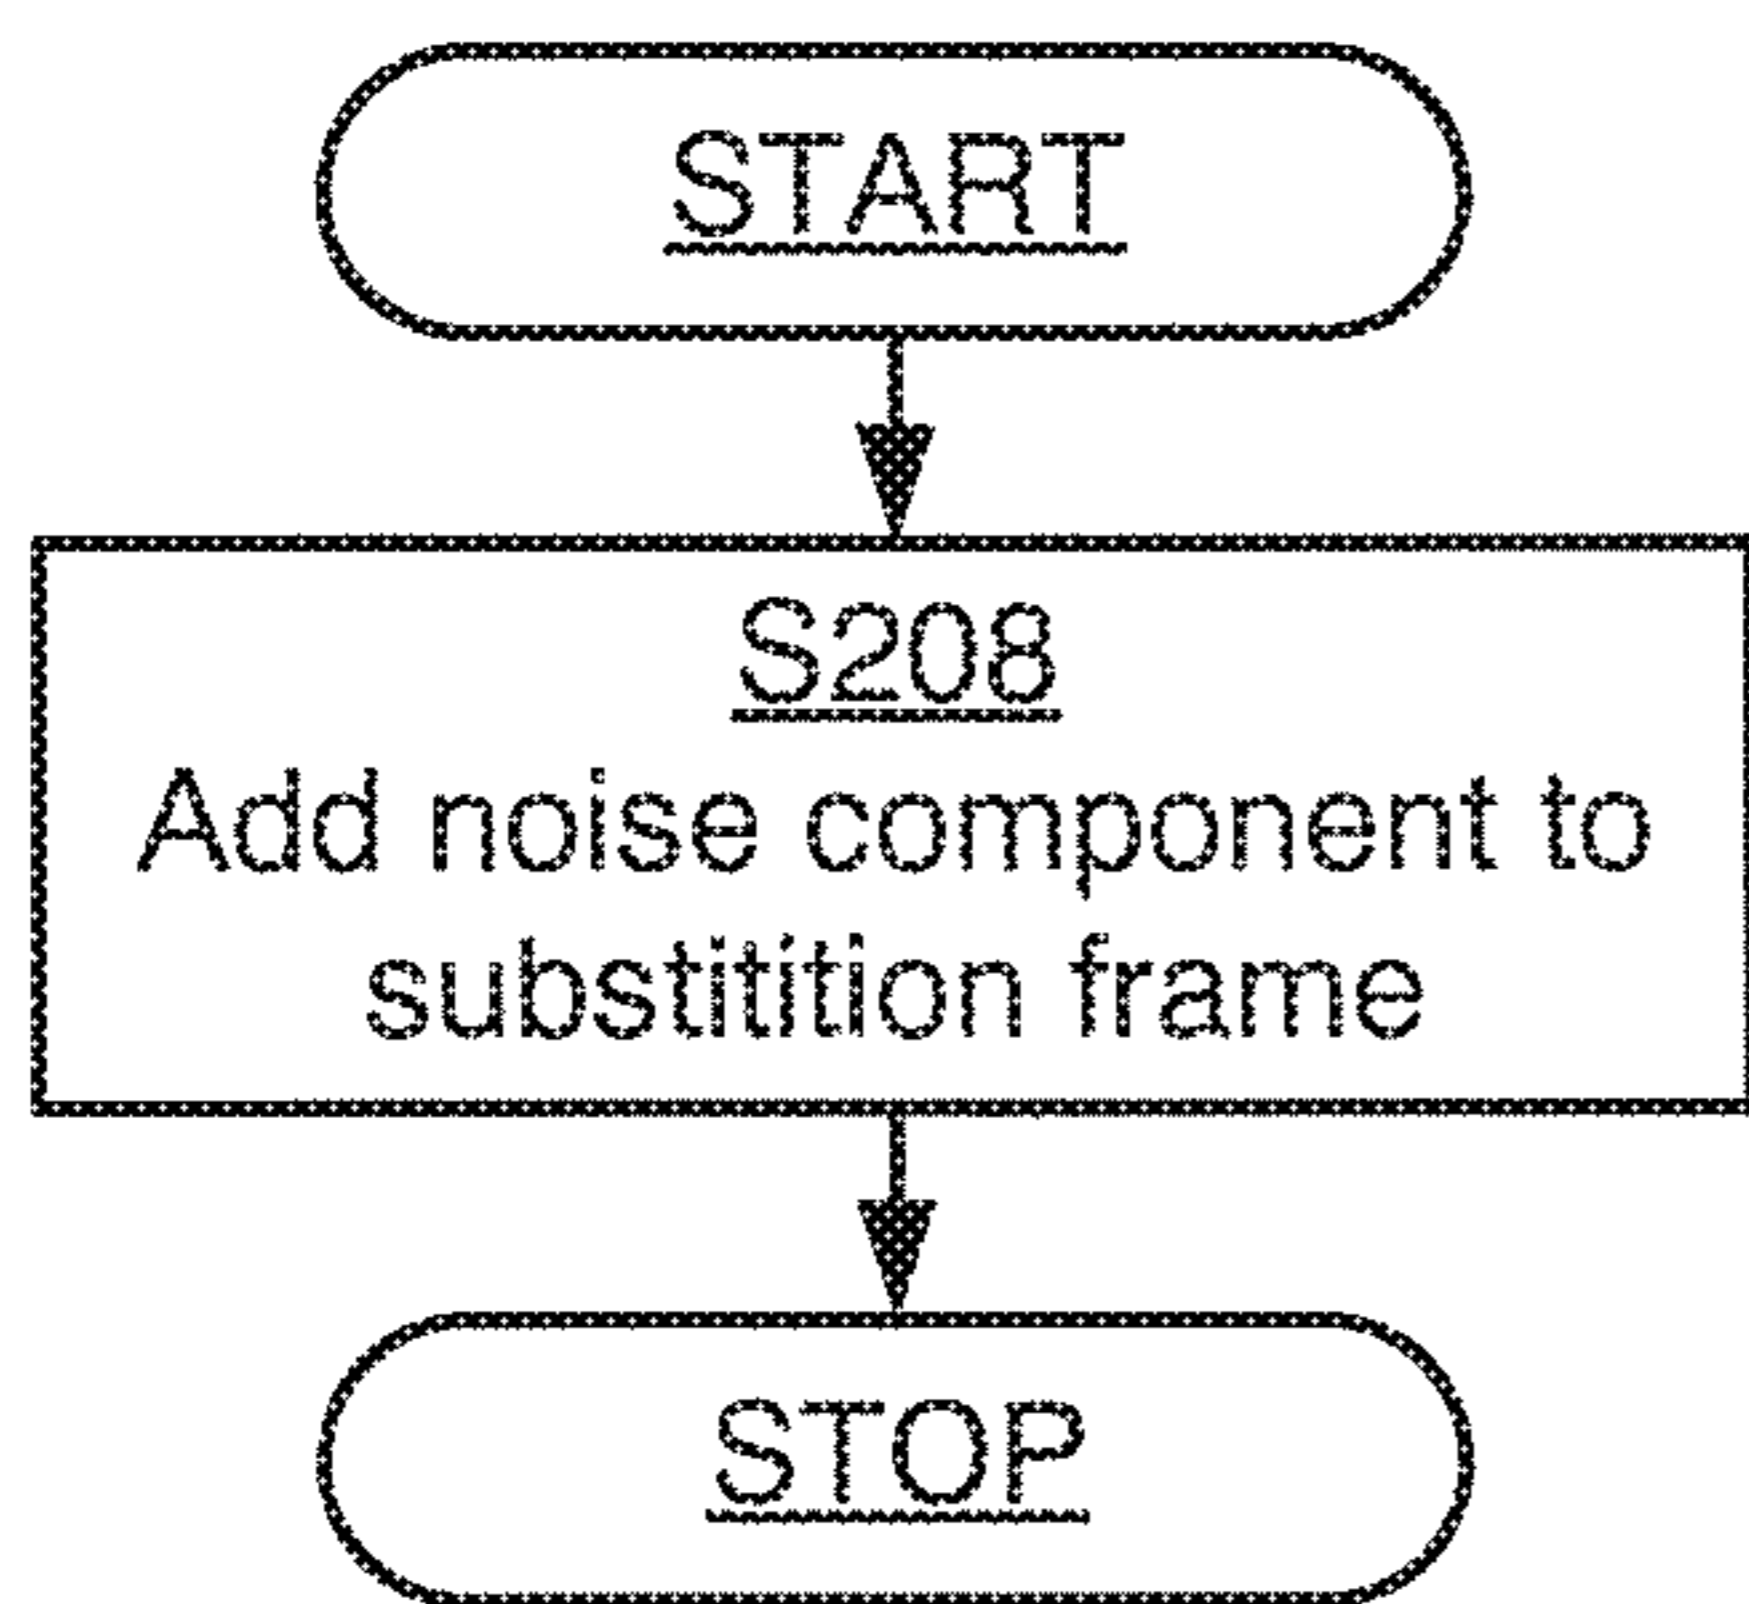 START
S208
Add noise component to
substitition frame
STOP